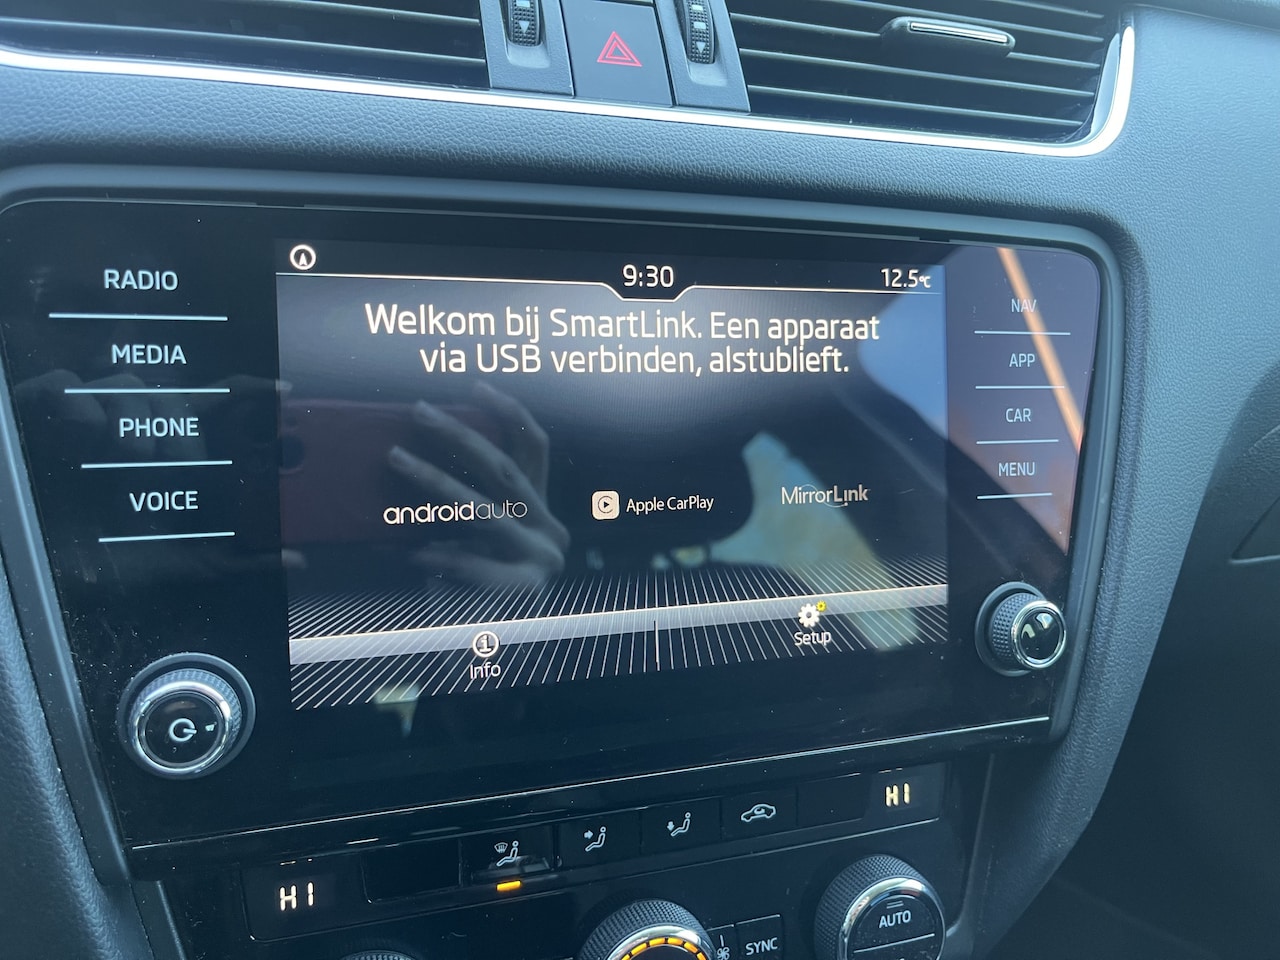 9:30
12.5°C
RADIO
MEDIA
PHONE
VOICE
Welkom bij SmartLink. Een apparaat
via USB verbinden, alstublieft.
androidauto
Apple CarPlay
MirrorLink
Info
Setup
NAV
APP
CAR
MENU
HI
HI
SYNC
AUTO